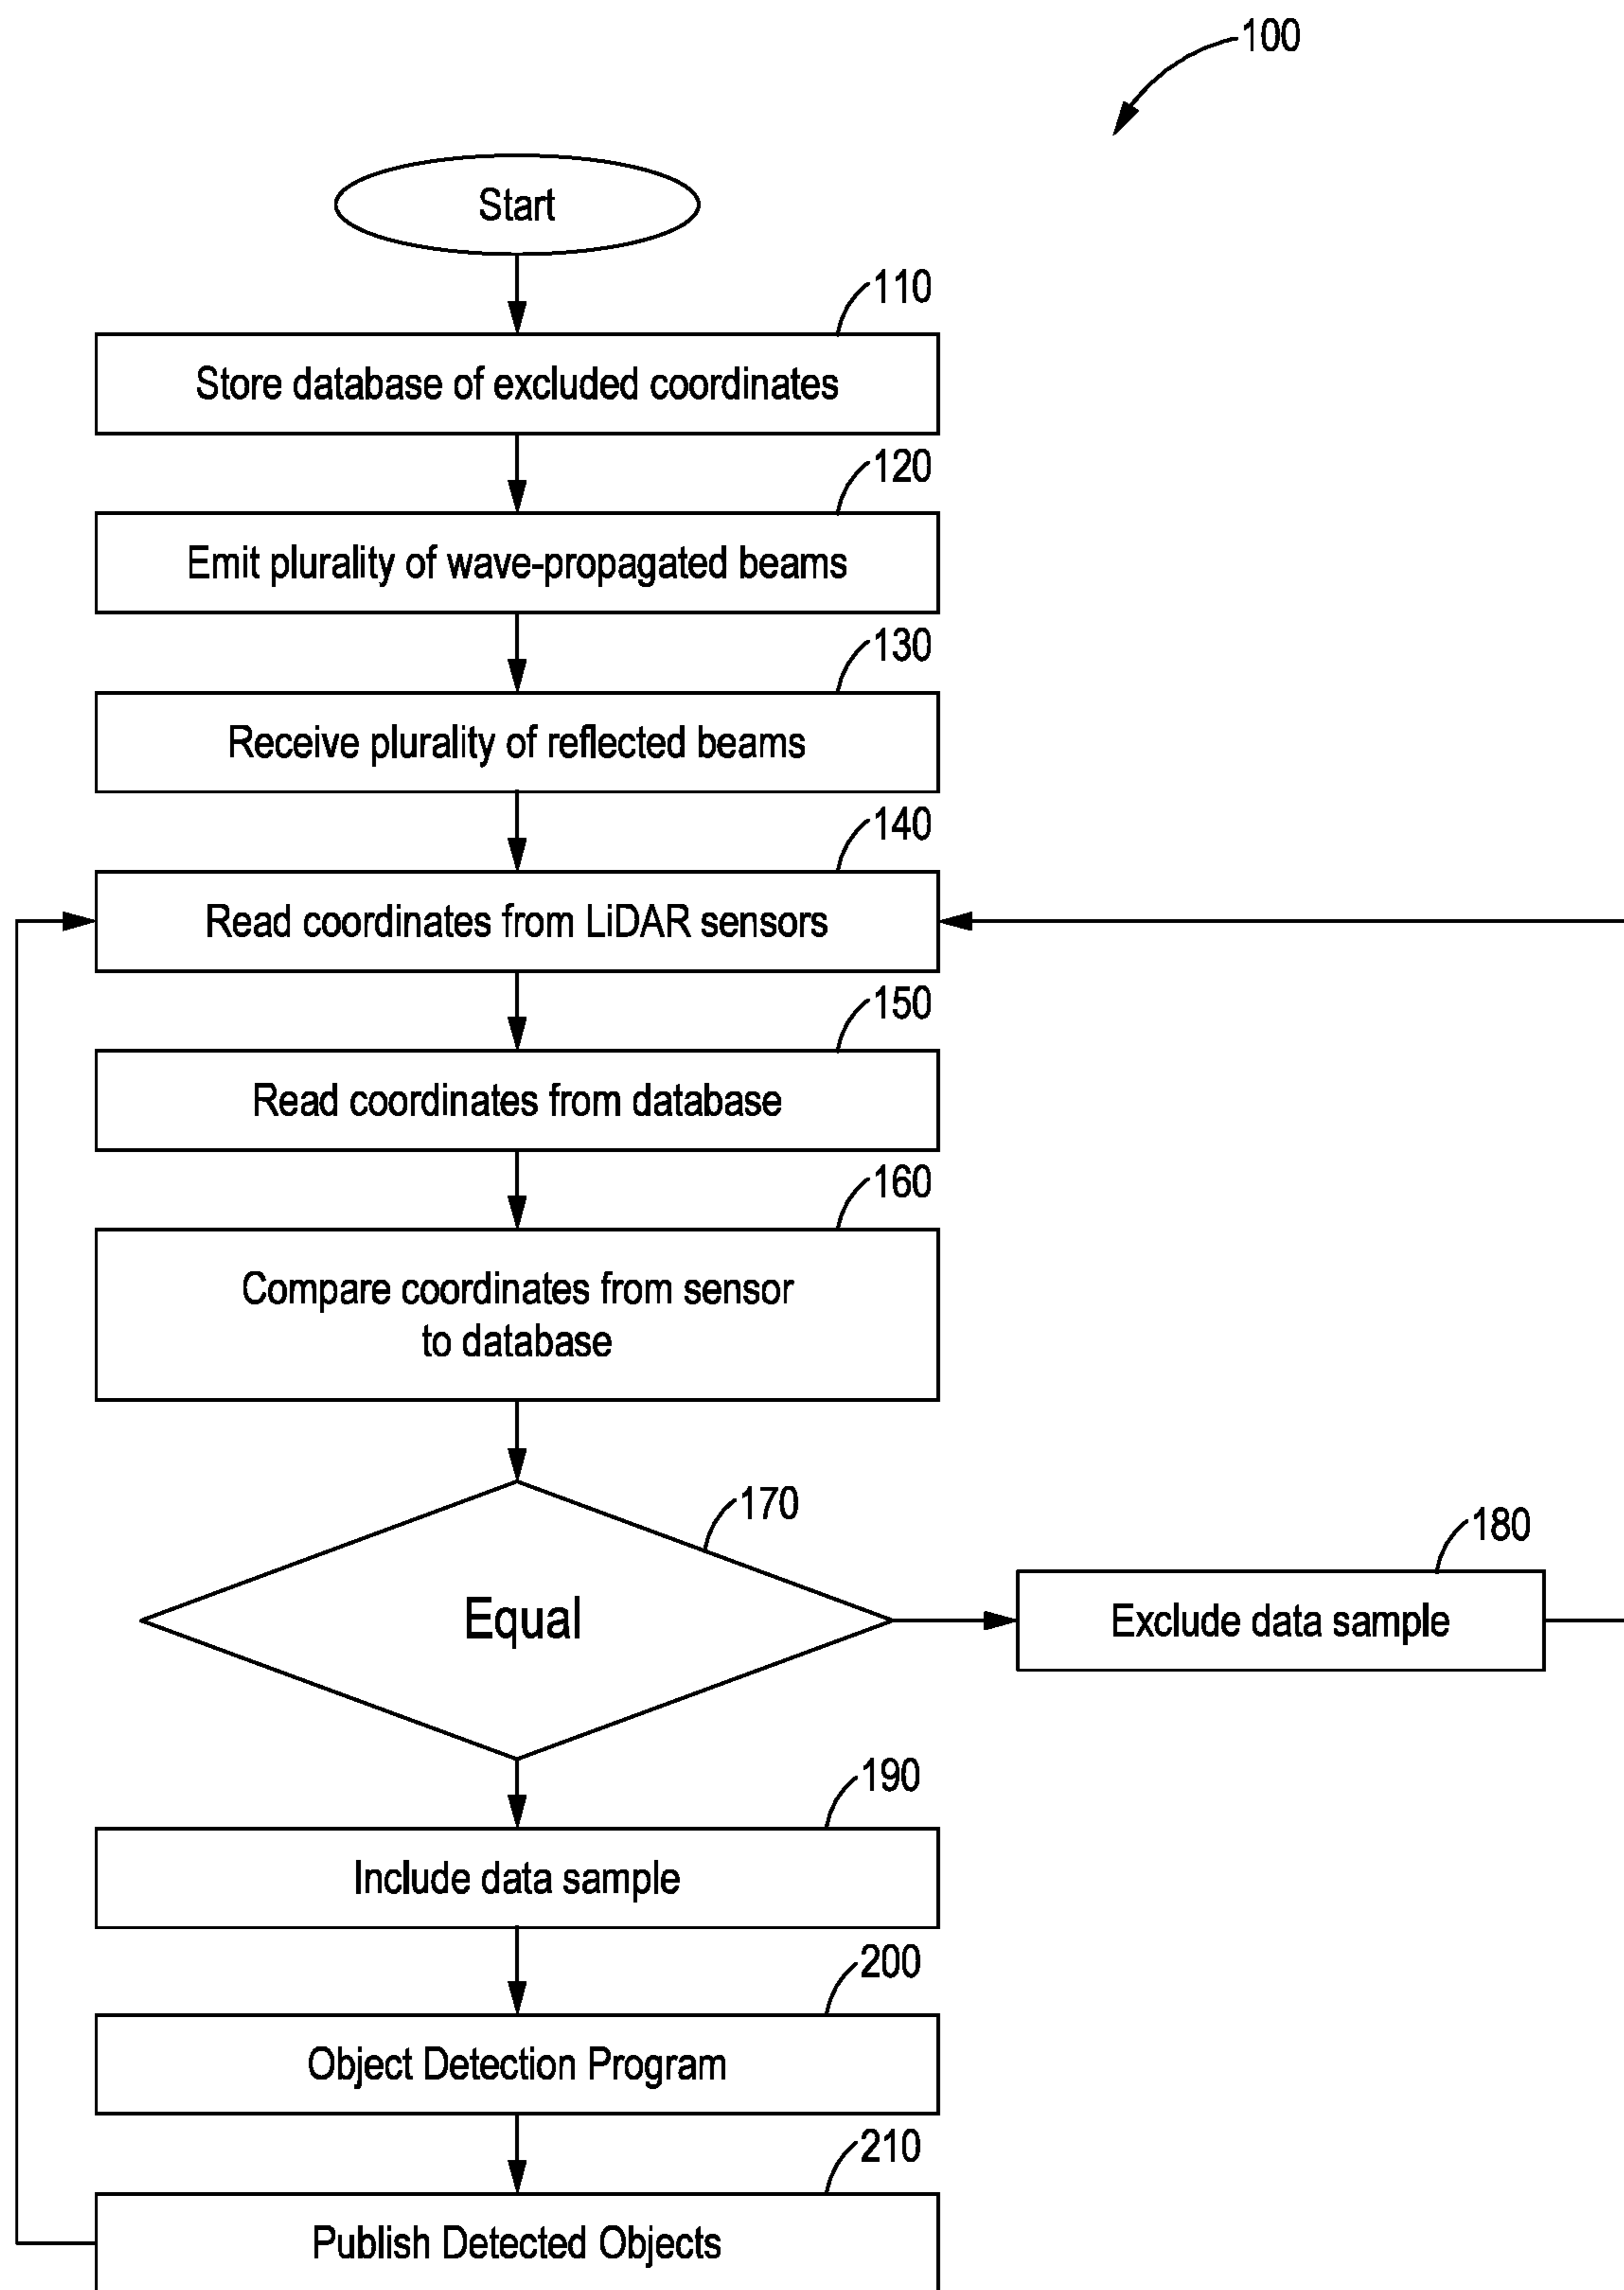 100
Start
110
Store database of excluded coordinates
120
Emit plurality of wave-propagated beams
130
Receive plurality of reflected beams
140
Read coordinates from LiDAR sensors
150
Read coordinates from database
160
Compare coordinates from sensor
to database
170
Equal
180
Exclude data sample
190
Include data sample
200
Object Detection Program
210
Publish Detected Objects